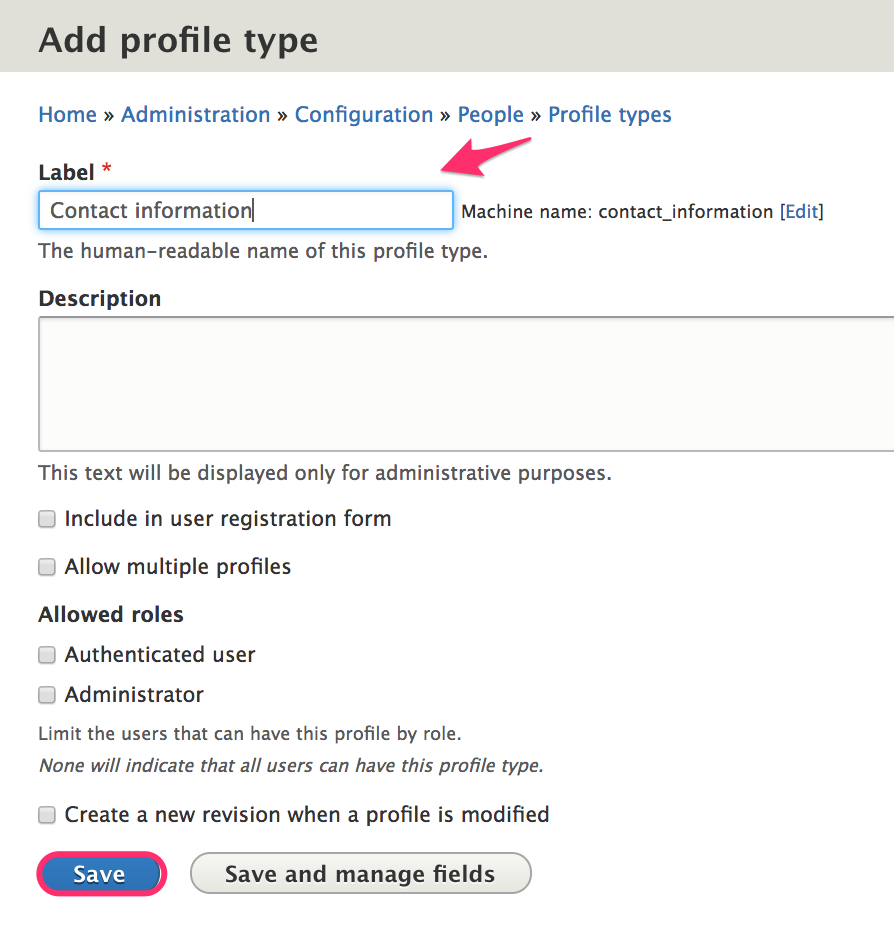 Add profile type
Home » Administration » Configuration » People » Profile types
Label *
Contact information Machine name: contact_information [Edit]
The human-readable name of this profile type.
Description
This text will be displayed only for administrative purposes.
Include in user registration form
Allow multiple profiles
Allowed roles
Authenticated user
Administrator
Limit the users that can have this profile by role.
None will indicate that all users can have this profile type.
Create a new revision when a profile is modified
Save Save and manage fields